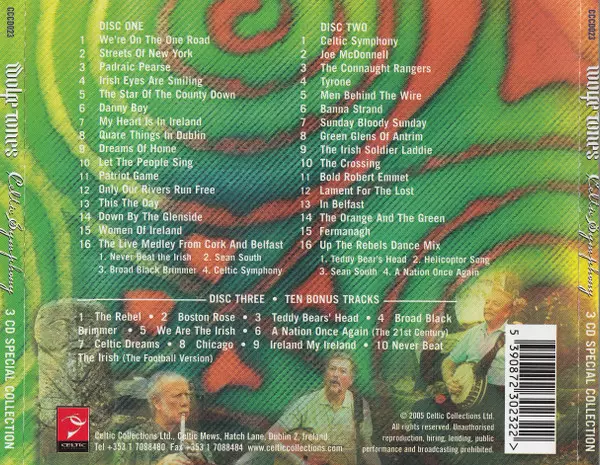 CCCD023
Wolfe Tones
Celtic Symphony
3 CD SPECIAL COLLECTION
DISC ONE
1 We're On The One Road
2 Streets Of New York
3 Padraic Pearse
4 Irish Eyes Are Smiling
5 The Star Of The County Down
6 Danny Boy
7 My Heart Is In Ireland
8 Quare Things In Dublin
9 Dreams Of Home
10 Let The People Sing
11 Patriot Game
12 Only Our Rivers Run Free
13 This The Day
14 Down By The Glenside
15 Women Of Ireland
16 The Live Medley From Cork And Belfast
1. Never Beat the Irish 2. Sean South
3. Broad Black Brimmer 4. Celtic Symphony
DISC TWO
1 Celtic Symphony
2 Joe McDonnell
3 The Connaught Rangers
4 Tyrone
5 Men Behind The Wire
6 Banna Strand
7 Sunday Bloody Sunday
8 Green Glens Of Antrim
9 The Irish Soldier Laddie
10 The Crossing
11 Bold Robert Emmet
12 Lament For The Lost
13 In Belfast
14 The Orange And The Green
15 Fermanagh
16 Up The Rebels Dance Mix
1. Teddy Bear's Head 2. Helicoptor Song
3. Sean South 4. A Nation Once Again
DISC THREE • TEN BONUS TRACKS
1 The Rebel • 2 Boston Rose • 3 Teddy Bears' Head • 4 Broad Black
Brimmer • 5 We Are The Irish • 6 A Nation Once Again (The 21st Century)
7 Celtic Dreams • 8 Chicago • 9 Ireland My Ireland • 10 Never Beat
The Irish (The Football Version)
CELTIC
Celtic Collections Ltd., Celtic Mews, Hatch Lane, Dublin 2, Ireland.
Tel +353 1 7088480 Fax +353 1 7088484 www.celtic-collections.com
© 2005 Celtic Collections Ltd.
All rights reserved. Unauthorised
reproduction, hiring, lending, public
performance and broadcasting prohibited.
5 390872 302322 >
CCCD023
Wolfe Tones
Celtic Symphony
3 CD SPECIAL COLLECTION